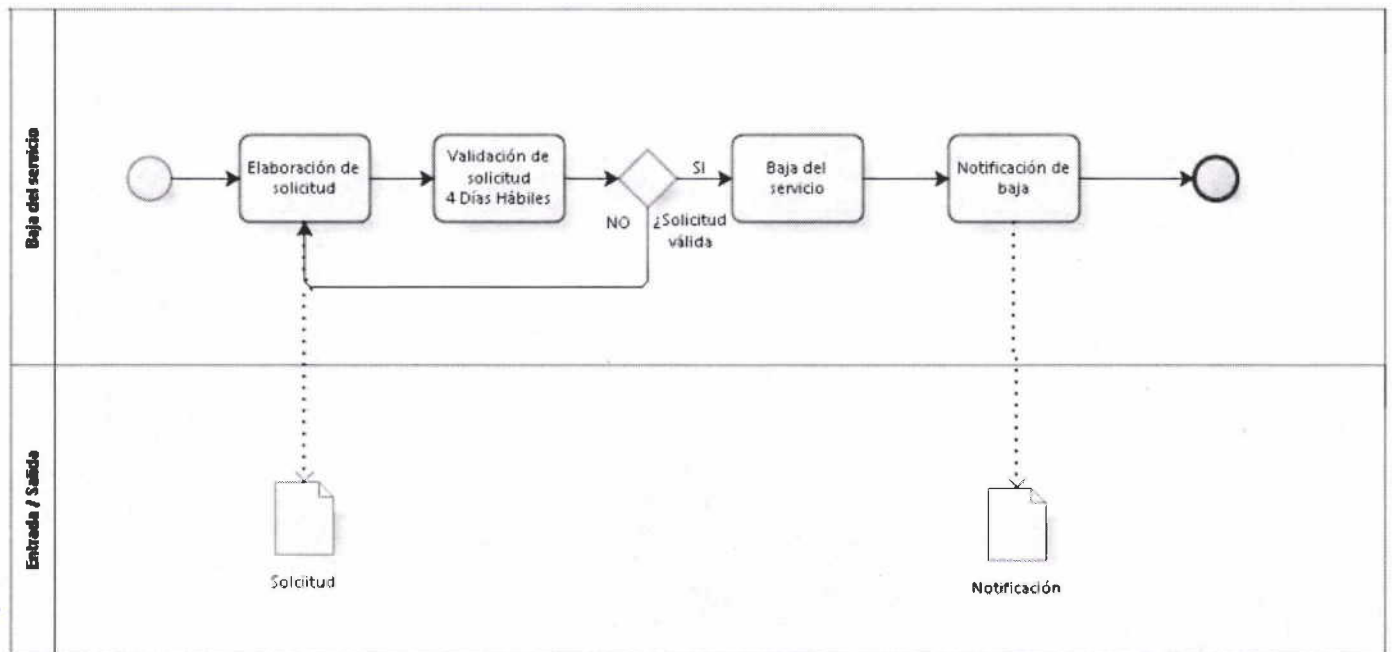 Baja del servicio
Elaboración de
solicitud
Validación de
solicitud
4 Días Hábiles
SI
NO
¿Solicitud
válida
Baja del
servicio
Notificación de
baja
Entrada / Salida
Solciitud
Notificación